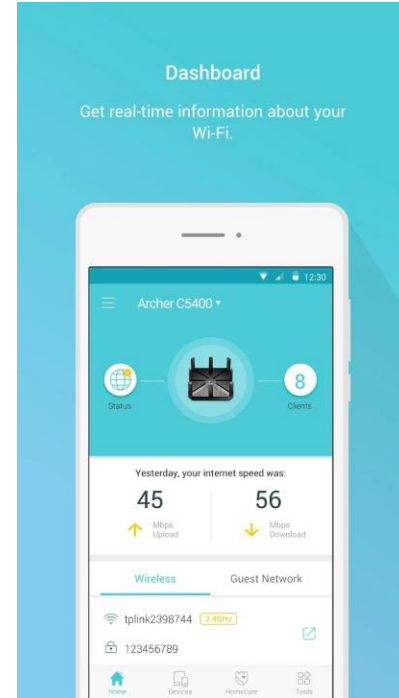 Dashboard
Get real-time information about your
Wi-Fi.
12:30
Archer C5400
8
Status
Clients
Yesterday, your internet speed was:
45
56
Mbps
Upload
Mbps
Download
Wireless
Guest Network
tplink2398744 2.4GHz
123456789
Home
Devices
HomeCare
Tools